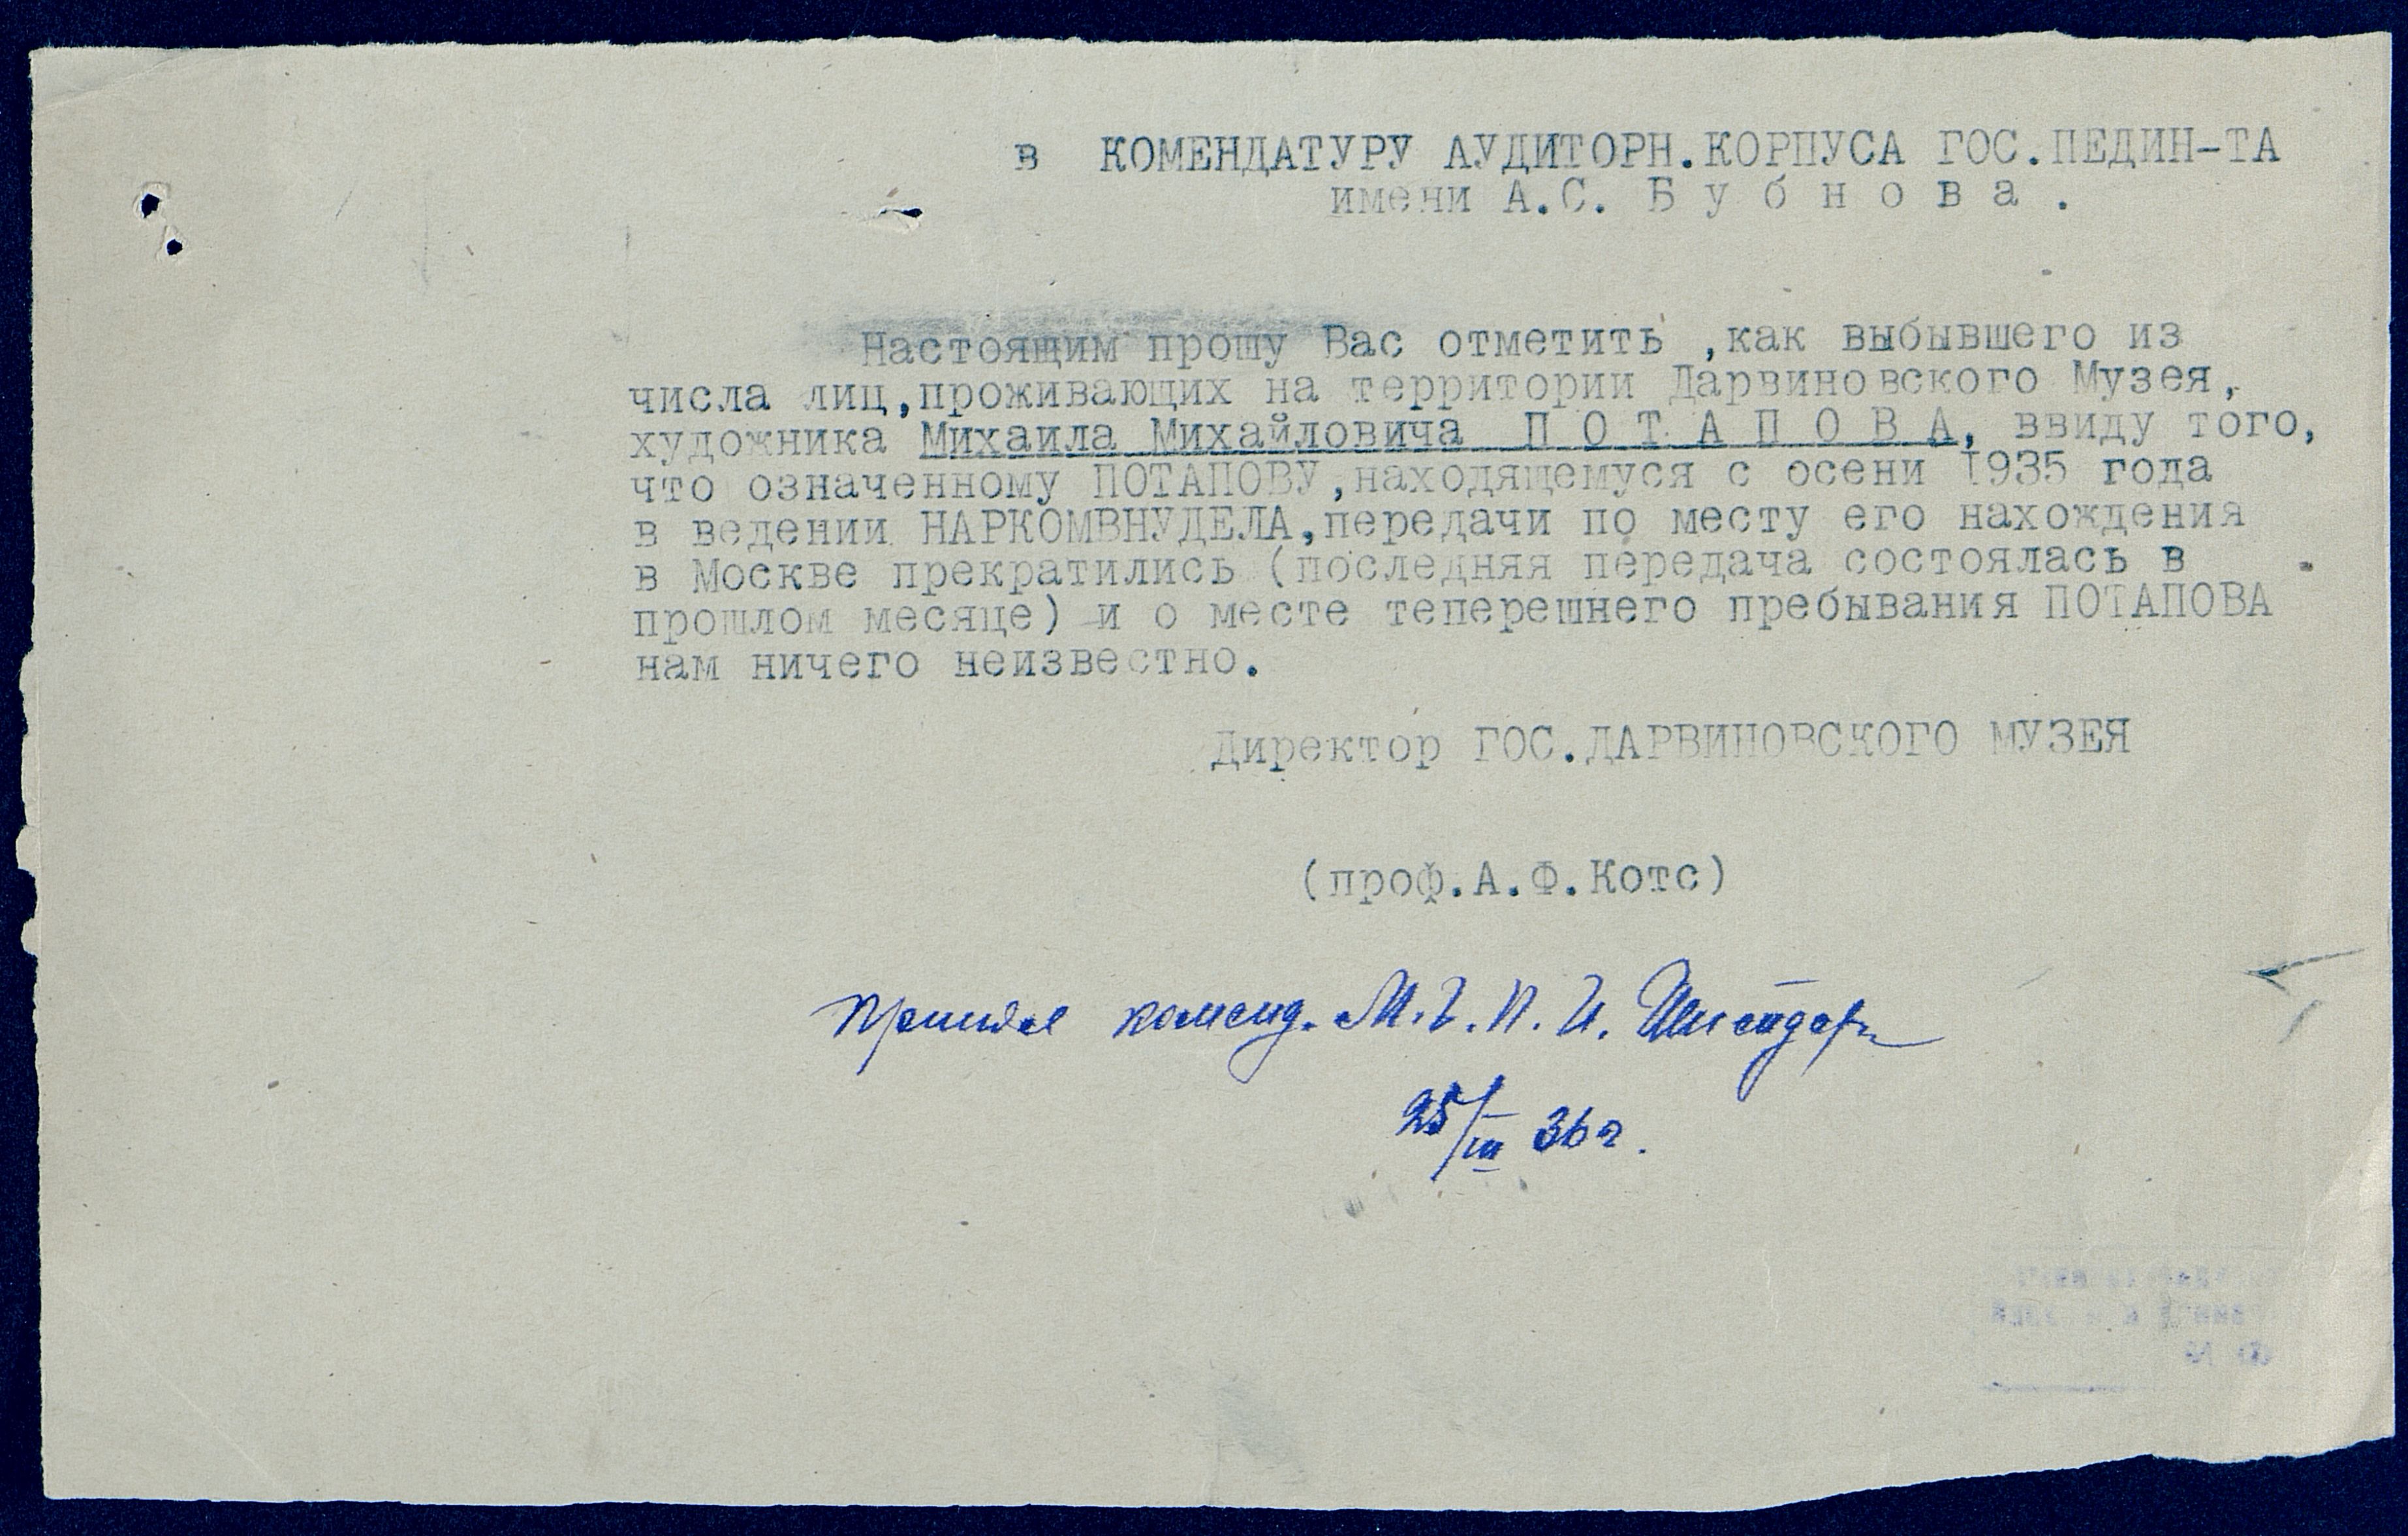 в КОМЕНДАТУРУ АУДИТОРН.КОРПУСА ГОС.ПЕДИН-ТА
имени А.С. Б у б н о в а .
Настоящим прошу Вас отметить ,как выбывшего из
числа лиц,проживающих на территории Дарвиновского Музея,
художника Михаила Михайловича П О Т А П О В А, ввиду того,
что означенному ПОТАПОВУ,находящемуся с осени 1935 года
в ведении НАРКОМВНУДЕЛА,передачи по месту его нахождения
в Москве прекратились (последняя передача состоялась в
прошлом месяце) и о месте теперешнего пребывания ПОТАПОВА
нам ничего неизвестно.
Директор ГОС.ДАРВИНОВСКОГО МУЗЕЯ
(проф.А.Ф.Котс)
Принял коменд. М.Г.П.И.
25/III 36 г.